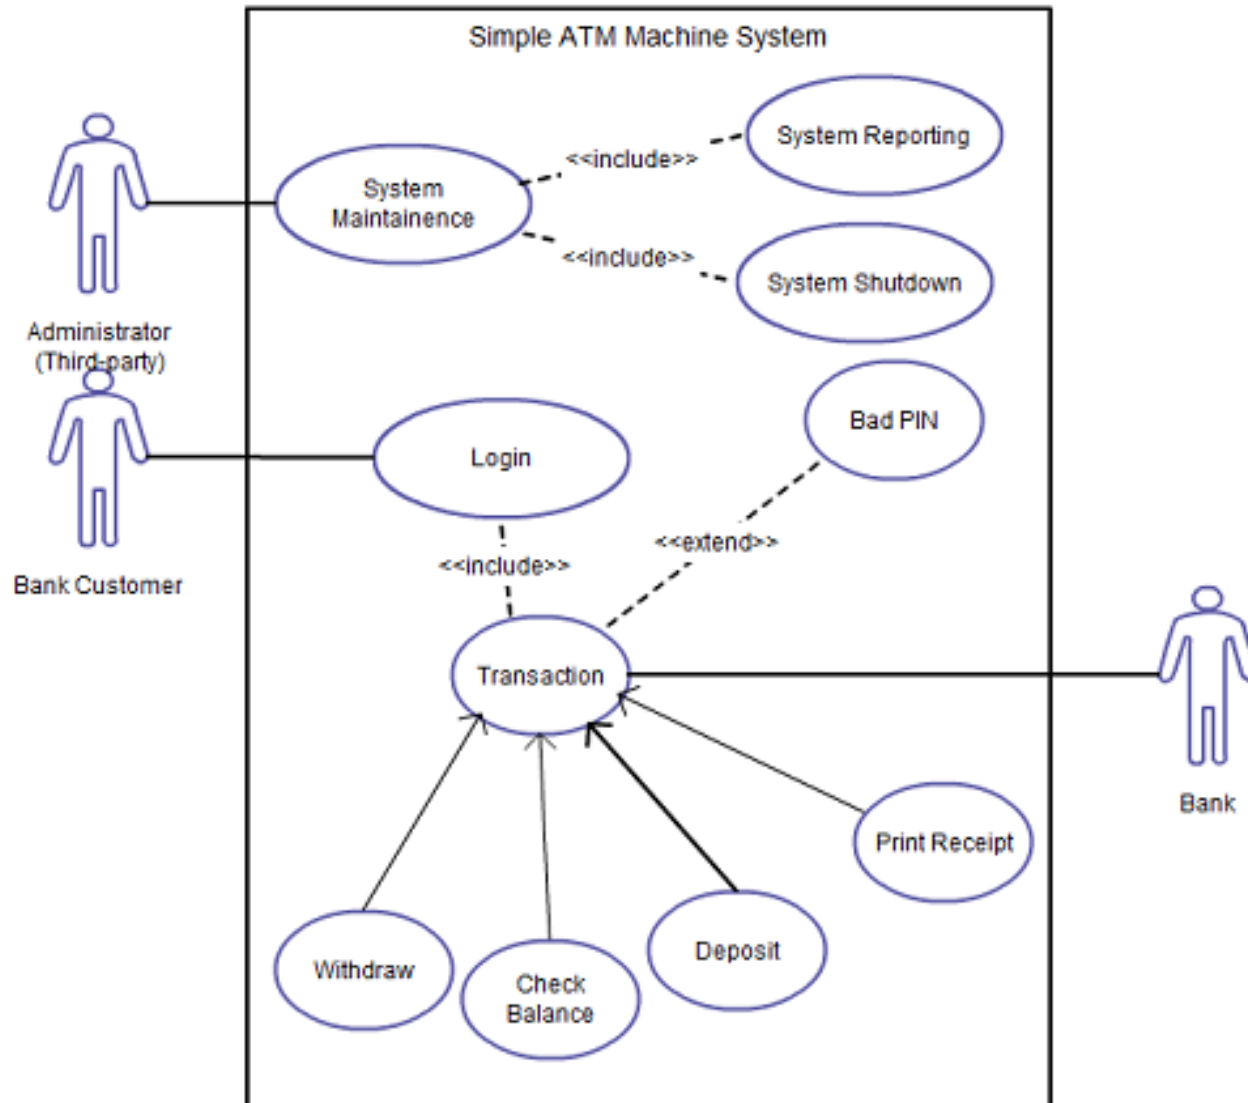 Simple ATM Machine System
System Reporting
<<include>>
System
Maintainence
<<include>>
System Shutdown
Administrator
(Third-party)
Bad PIN
Login
<<extend>>
<<include>>
Bank Customer
Transaction
Bank
Print Receipt
Deposit
Withdraw
Check
Balance